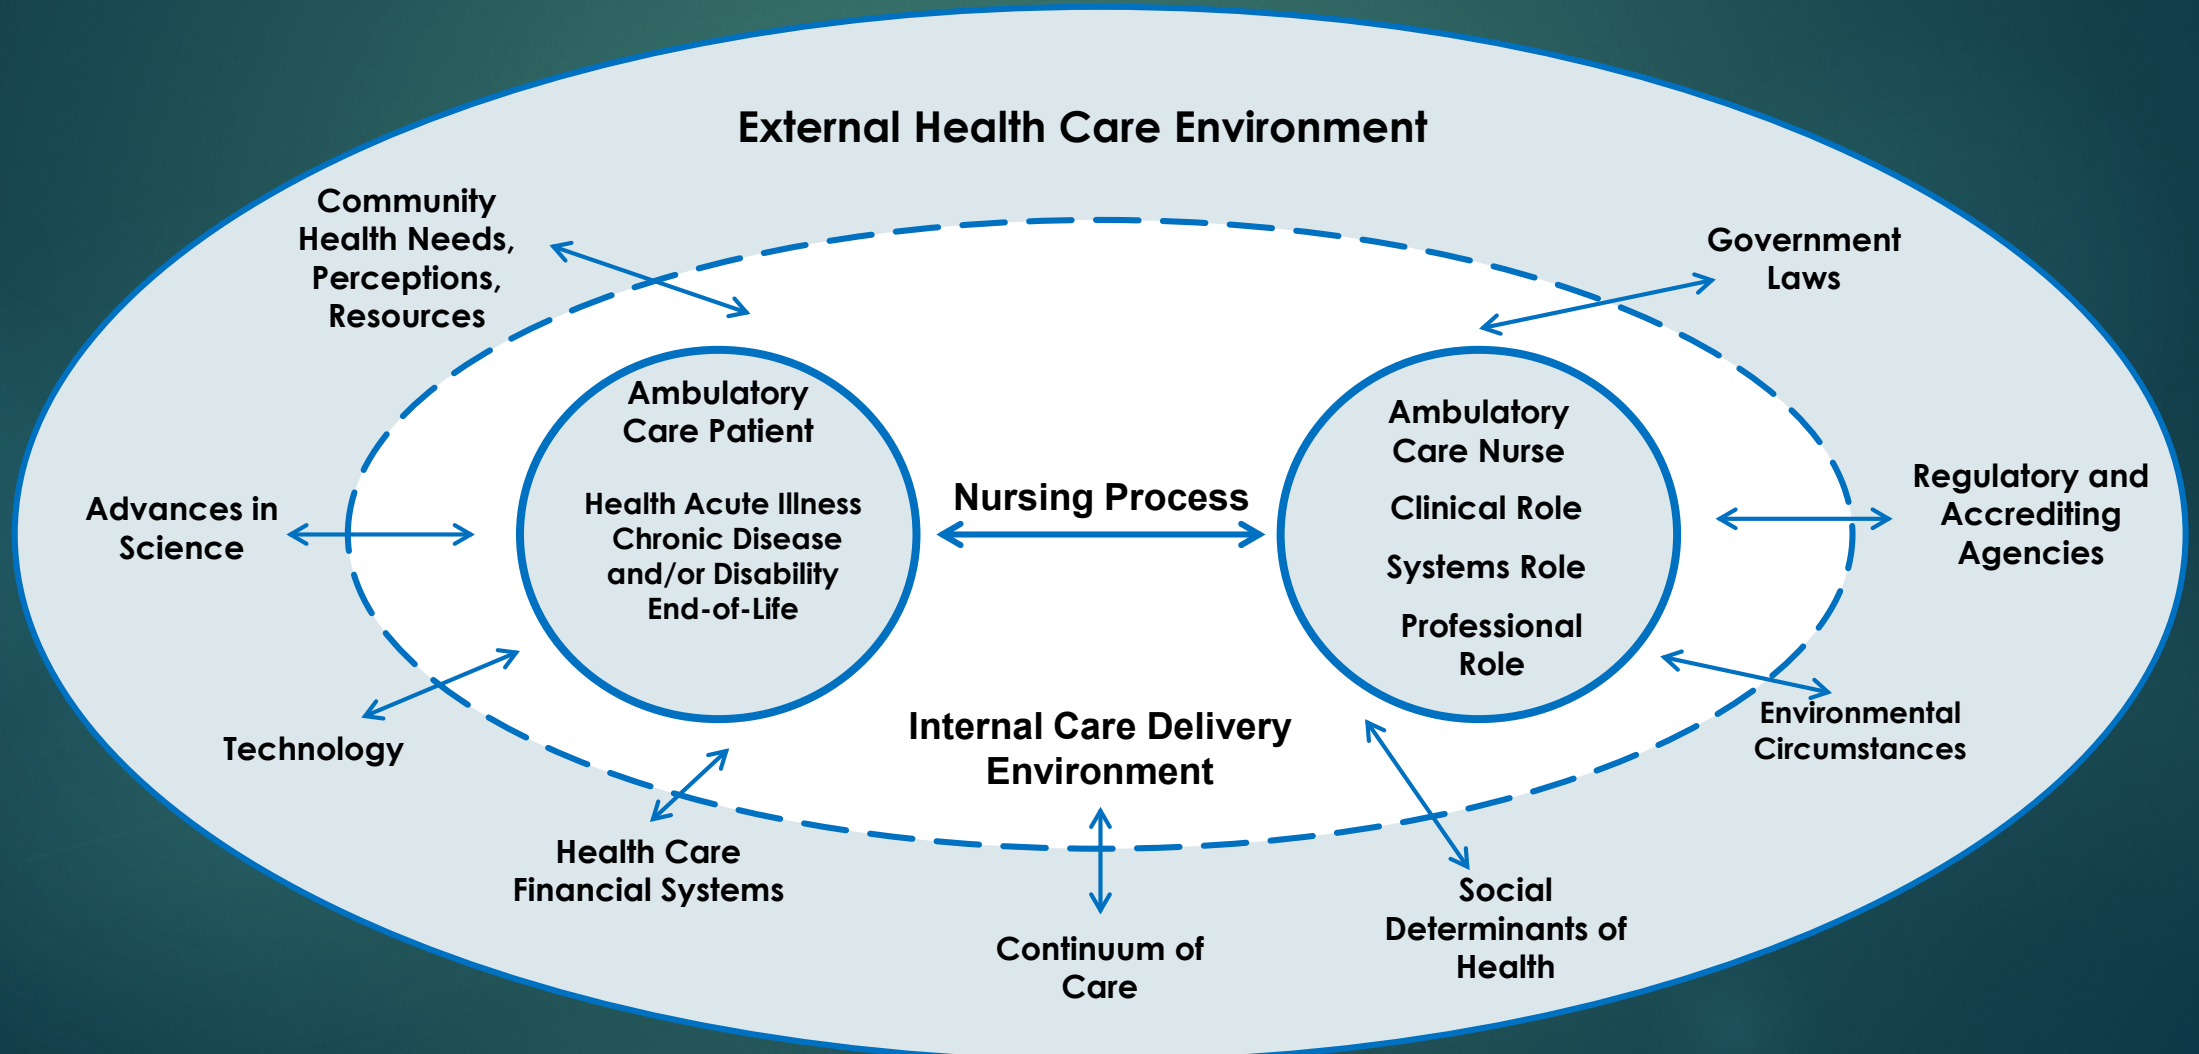 External Health Care Environment
Community
Health Needs,
Perceptions,
Resources
Government
Laws
Ambulatory
Care Patient
Health Acute Illness
Chronic Disease
and/or Disability
End-of-Life
Nursing Process
Ambulatory
Care Nurse
Clinical Role
Systems Role
Professional
Role
Advances in
Science
Regulatory and
Accrediting
Agencies
Technology
Internal Care Delivery
Environment
Environmental
Circumstances
Health Care
Financial Systems
Continuum of
Care
Social
Determinants of
Health